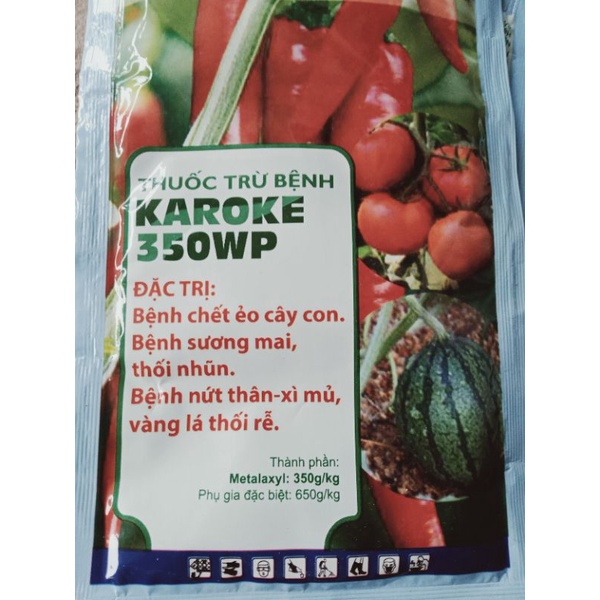 THUỐC TRỪ BỆNH
KAROKE
350WP
ĐẶC TRỊ:
Bệnh chết ẻo cây con.
Bệnh sương mai,
thối nhũn.
Bệnh nứt thân-xì mủ,
vàng lá thối rễ.
Thành phần:
Metalaxyl: 350g/kg
Phụ gia đặc biệt: 650g/kg